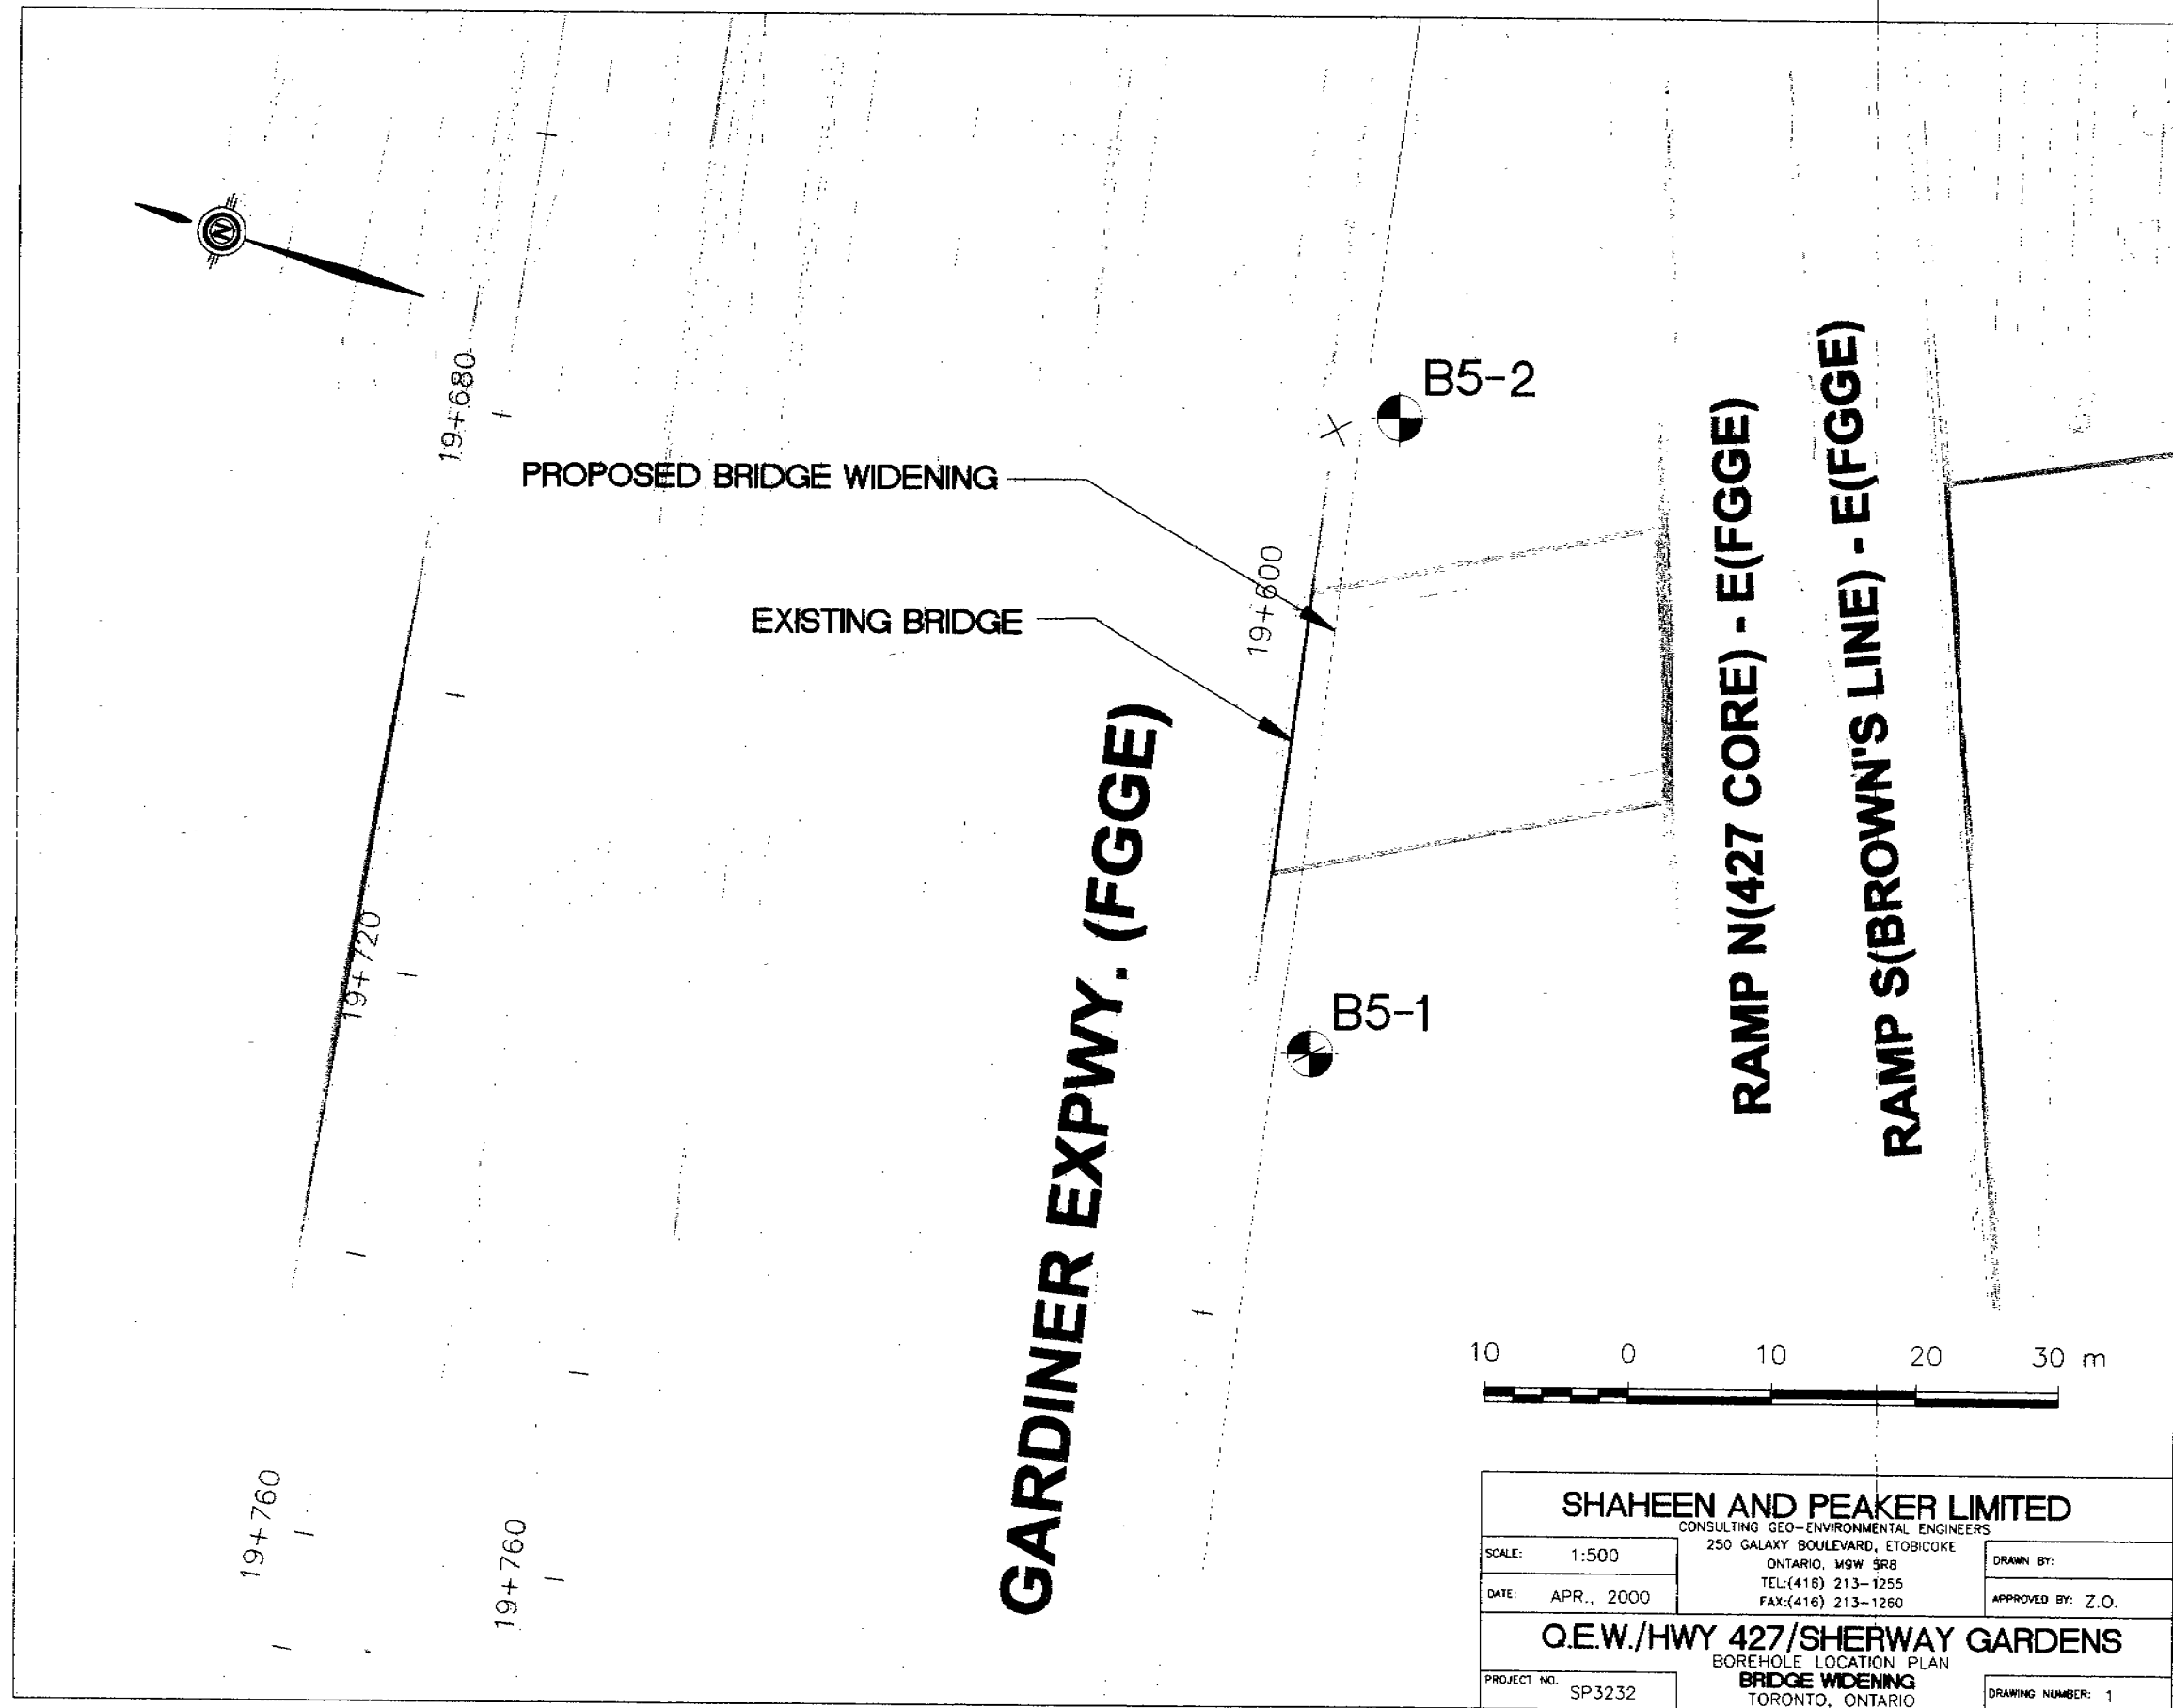 N
19+680
B5-2
PROPOSED BRIDGE WIDENING
19+600
EXISTING BRIDGE
RAMP N(427 CORE) - E(FGGE)
RAMP S(BROWN'S LINE) - E(FGGE)
GARDINER EXPWY. (FGGE)
19+720
B5-1
10 0 10 20 30 m
19+760
19+760
SHAHEEN AND PEAKER LIMITED
CONSULTING GEO-ENVIRONMENTAL ENGINEERS
250 GALAXY BOULEVARD, ETOBICOKE
ONTARIO, M9W 5R8
TEL:(416) 213-1255
FAX:(416) 213-1260
SCALE: 1:500
DATE: APR., 2000
DRAWN BY:
APPROVED BY: Z.O.
Q.E.W./HWY 427/SHERWAY GARDENS
BOREHOLE LOCATION PLAN
BRIDGE WIDENING
TORONTO, ONTARIO
PROJECT NO. SP3232
DRAWING NUMBER: 1